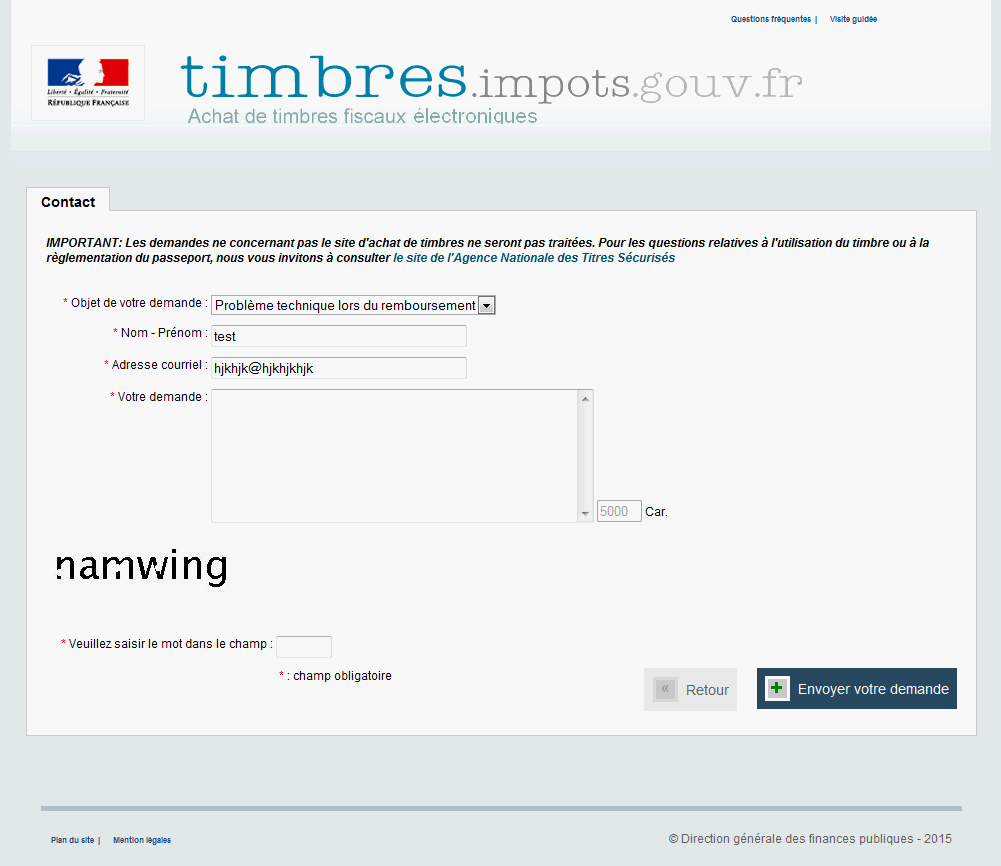 Questions fréquentes | Visite guidée
Liberté • Égalité • Fraternité
RÉPUBLIQUE FRANÇAISE
timbres.impots.gouv.fr
Achat de timbres fiscaux électroniques
Contact
IMPORTANT: Les demandes ne concernant pas le site d'achat de timbres ne seront pas traitées. Pour les questions relatives à l'utilisation du timbre ou à la
règlementation du passeport, nous vous invitons à consulter le site de l'Agence Nationale des Titres Sécurisés
* Objet de votre demande : Problème technique lors du remboursement
* Nom - Prénom : test
* Adresse courriel : hjkhjk@hjkhjkhjk
* Votre demande :
5000 Car.
namwing
* Veuillez saisir le mot dans le champ :
* : champ obligatoire
« Retour
Envoyer votre demande
Plan du site | Mention légales
© Direction générale des finances publiques - 2015